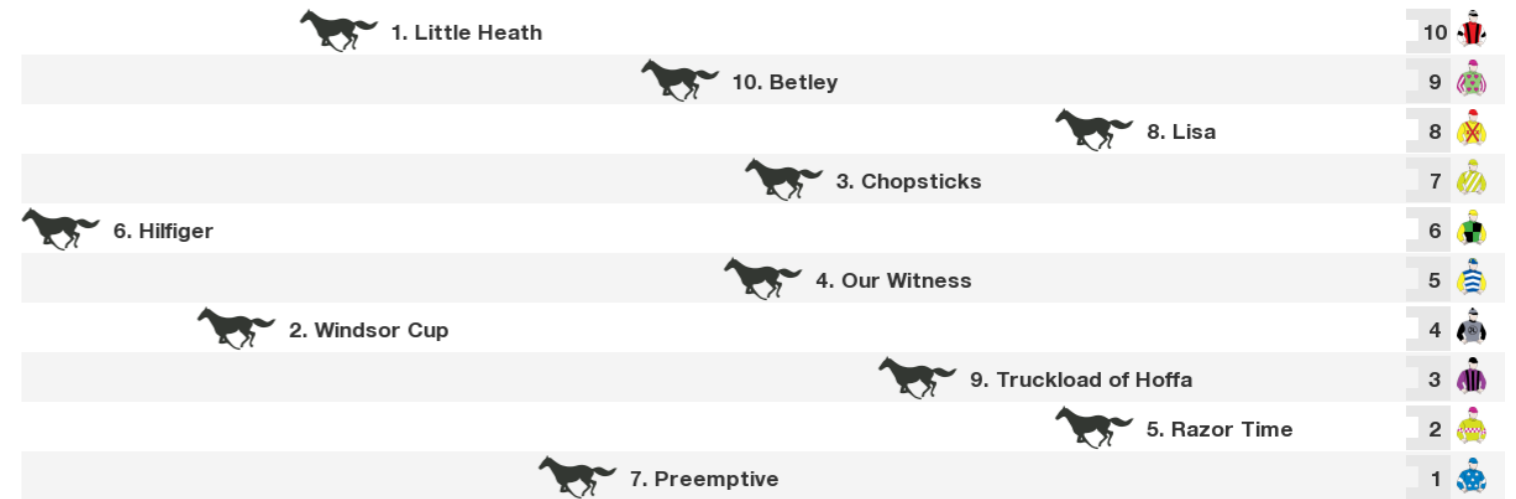 1. Little Heath 10
10. Betley 9
8. Lisa 8
3. Chopsticks 7
6. Hilfiger 6
4. Our Witness 5
2. Windsor Cup 4
9. Truckload of Hoffa 3
5. Razor Time 2
7. Preemptive 1